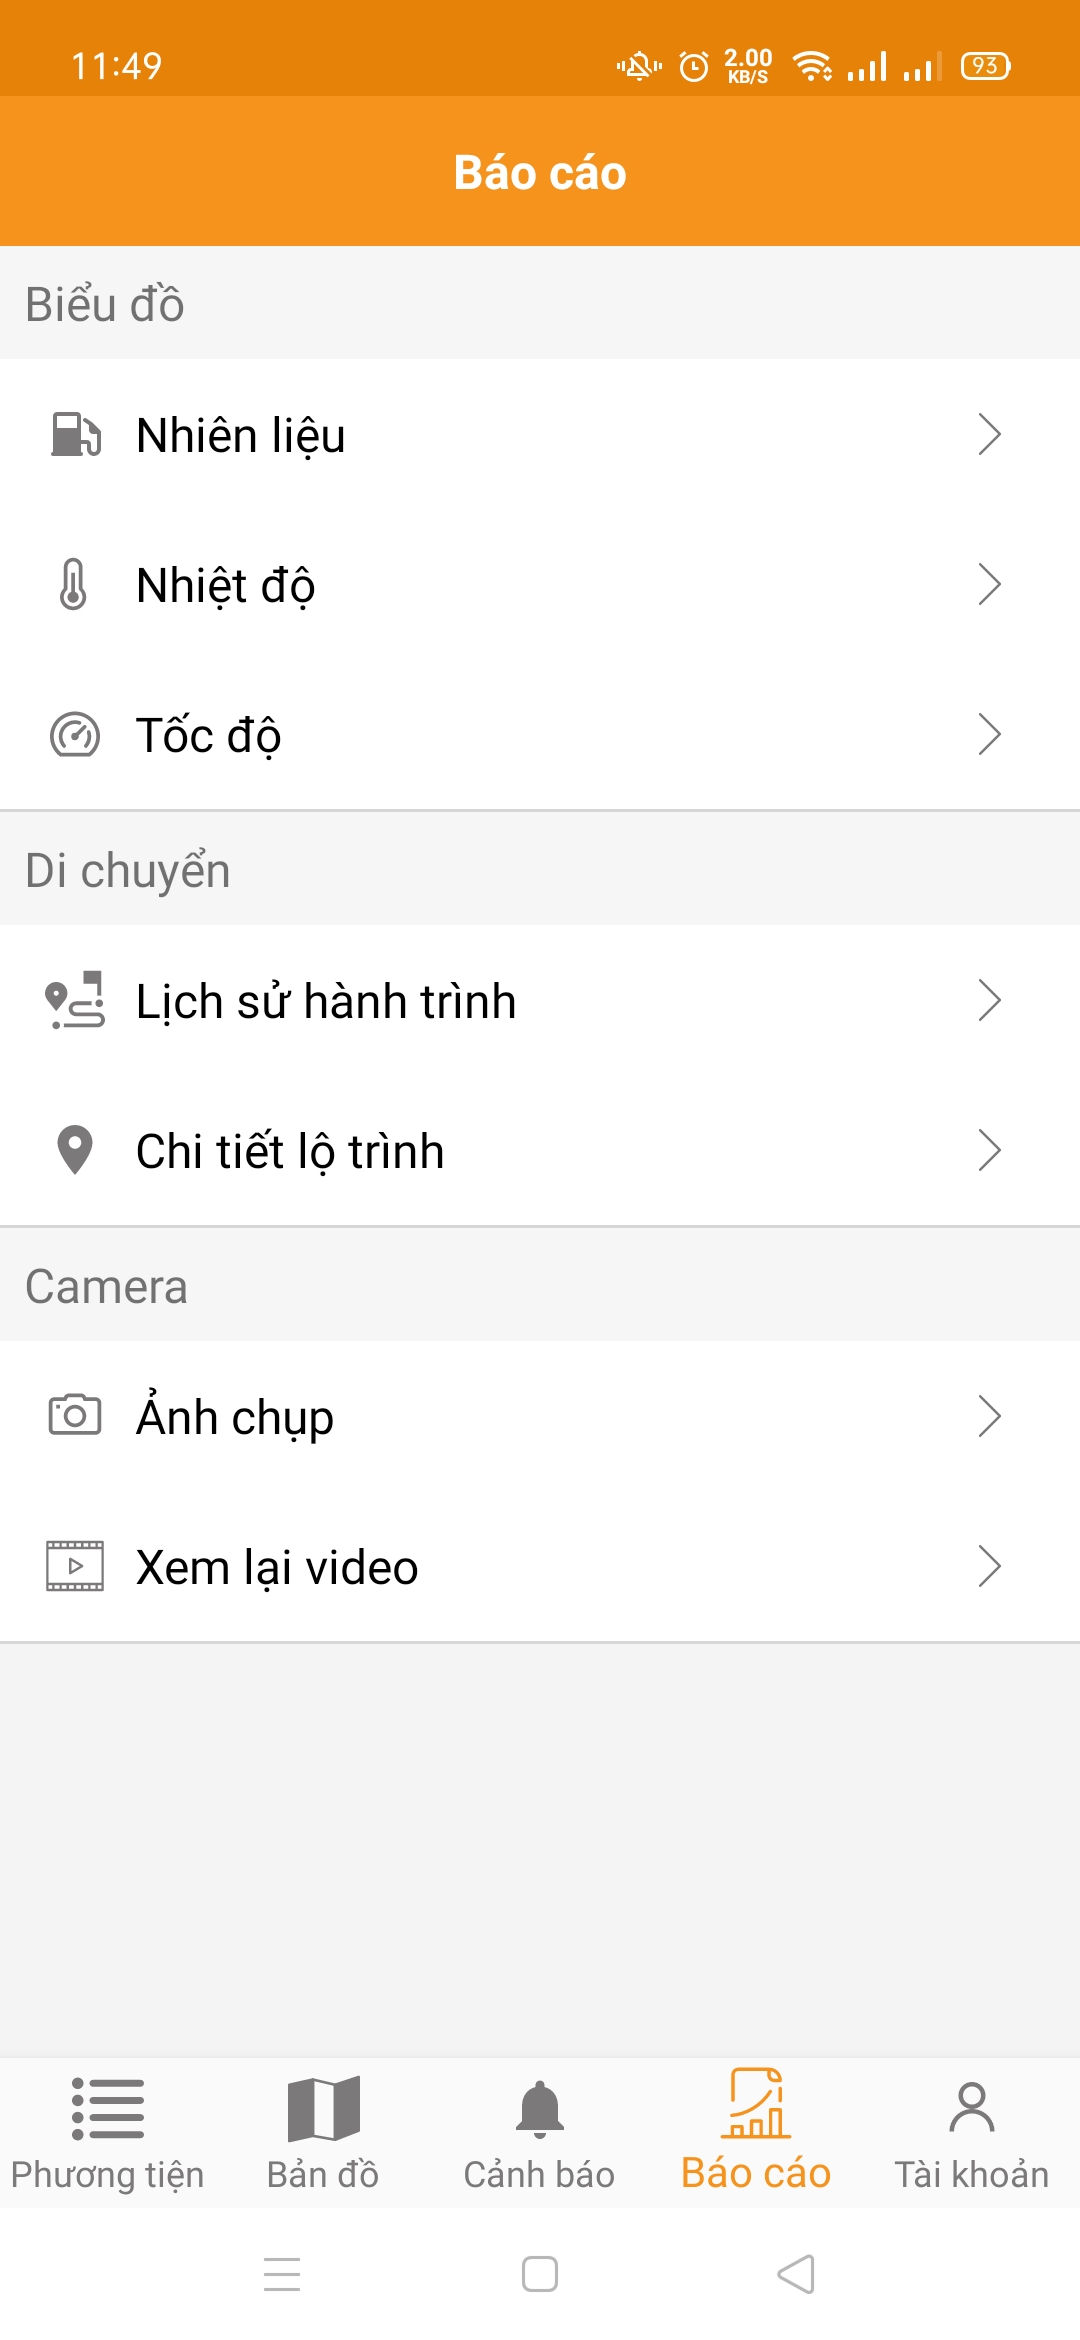 11:49
2.00
KB/S
93
Báo cáo
Biểu đồ
Nhiên liệu
Nhiệt độ
Tốc độ
Di chuyển
Lịch sử hành trình
Chi tiết lộ trình
Camera
Ảnh chụp
Xem lại video
Phương tiện
Bản đồ
Cảnh báo
Báo cáo
Tài khoản